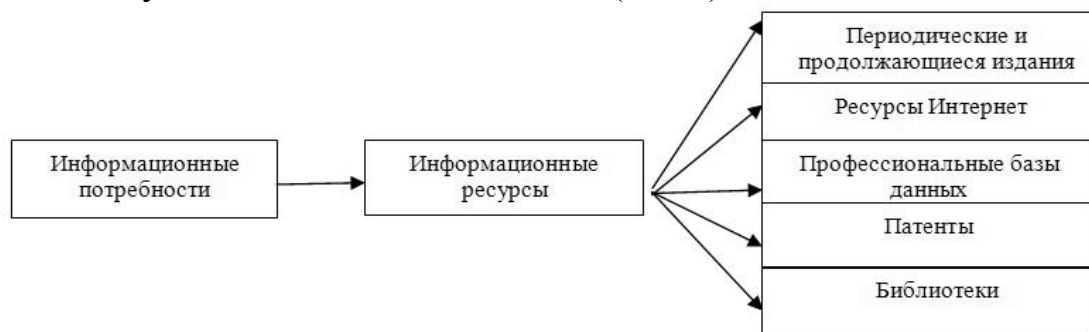 Периодические и
продолжающиеся издания
Ресурсы Интернет
Информационные
потребности
Информационные
ресурсы
Профессиональные базы
данных
Патенты
Библиотеки